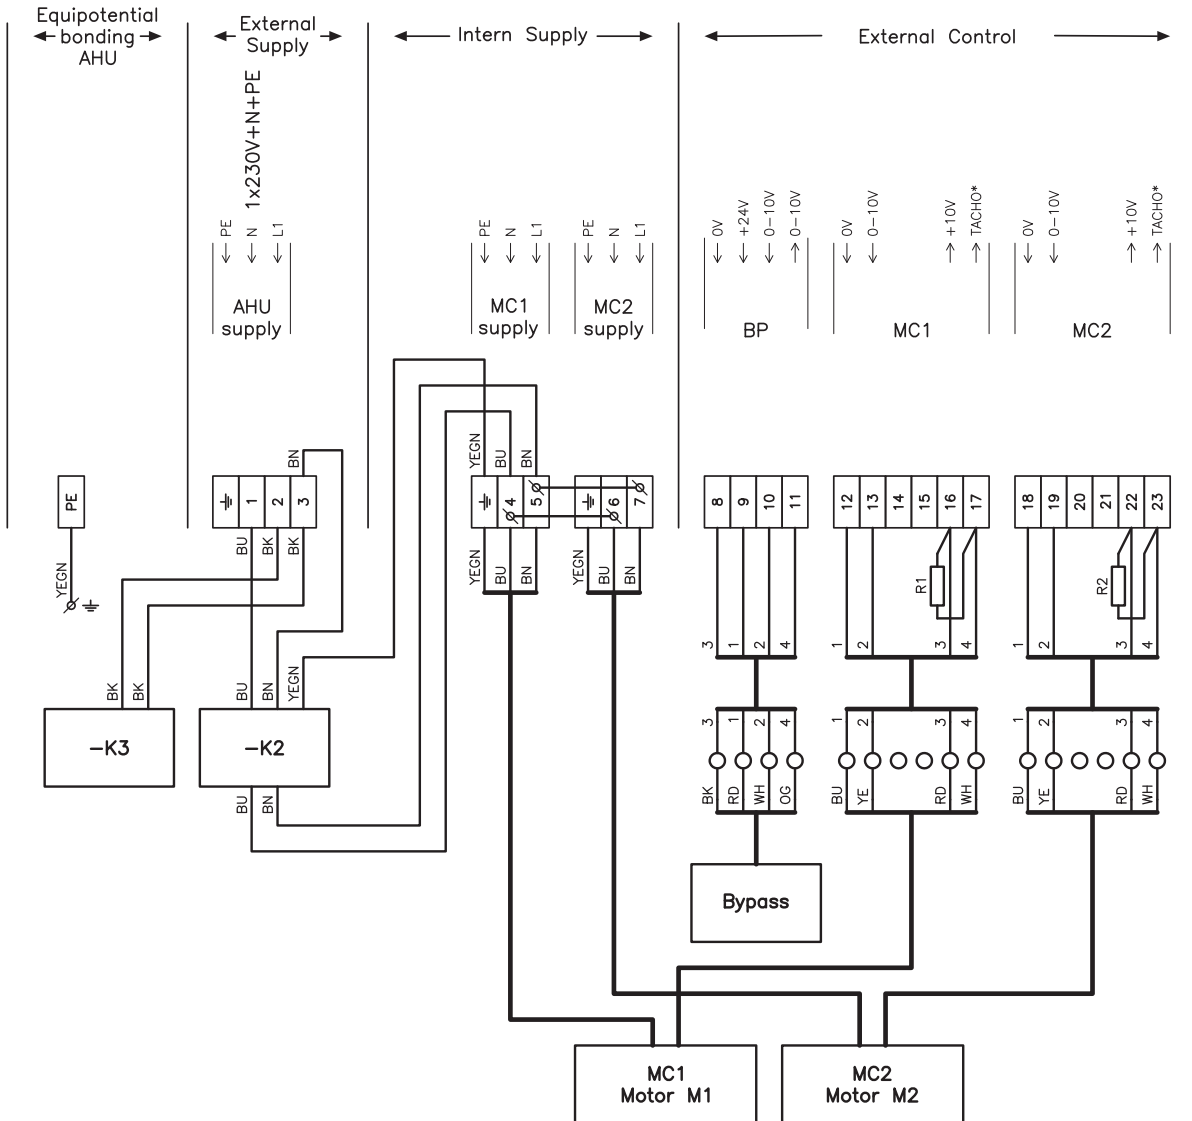 Equipotential
bonding
AHU
External
Supply
Intern Supply
External Control
1x230V+N+PE
PE
N
L1
PE
N
L1
PE
N
L1
0V
+24V
0-10V
0-10V
0V
0-10V
+10V
TACHO*
0V
0-10V
+10V
TACHO*
AHU
supply
MC1
supply
MC2
supply
BP
MC1
MC2
BN
YEGN
BU
BN
PE
1
2
3
4
5
6
7
8
9
10
11
12
13
14
15
16
17
18
19
20
21
22
23
YEGN
BU
BK
BK
YEGN
BU
BN
YEGN
BU
BN
R1
R2
3
1
2
4
1
2
3
4
1
2
3
4
BK
BK
BU
BN
YEGN
-K3
-K2
BU
BN
3
1
2
4
1
2
3
4
1
2
3
4
BK
RD
WH
OG
BU
YE
RD
WH
BU
YE
RD
WH
Bypass
MC1
Motor M1
MC2
Motor M2